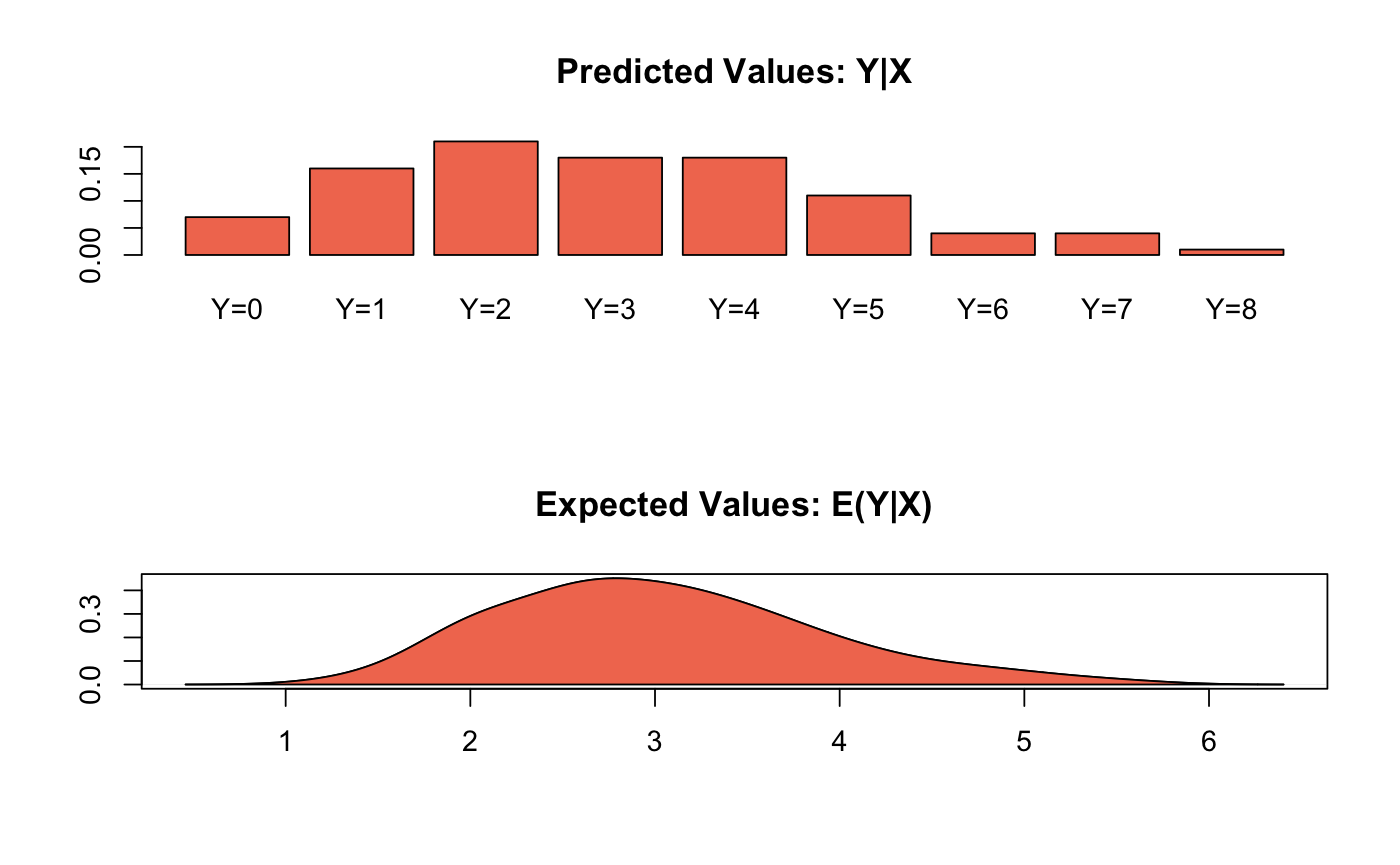 Predicted Values: Y|X
0.15
0.00
Y=0 Y=1 Y=2 Y=3 Y=4 Y=5 Y=6 Y=7 Y=8
Expected Values: E(Y|X)
0.3
0.0
1 2 3 4 5 6